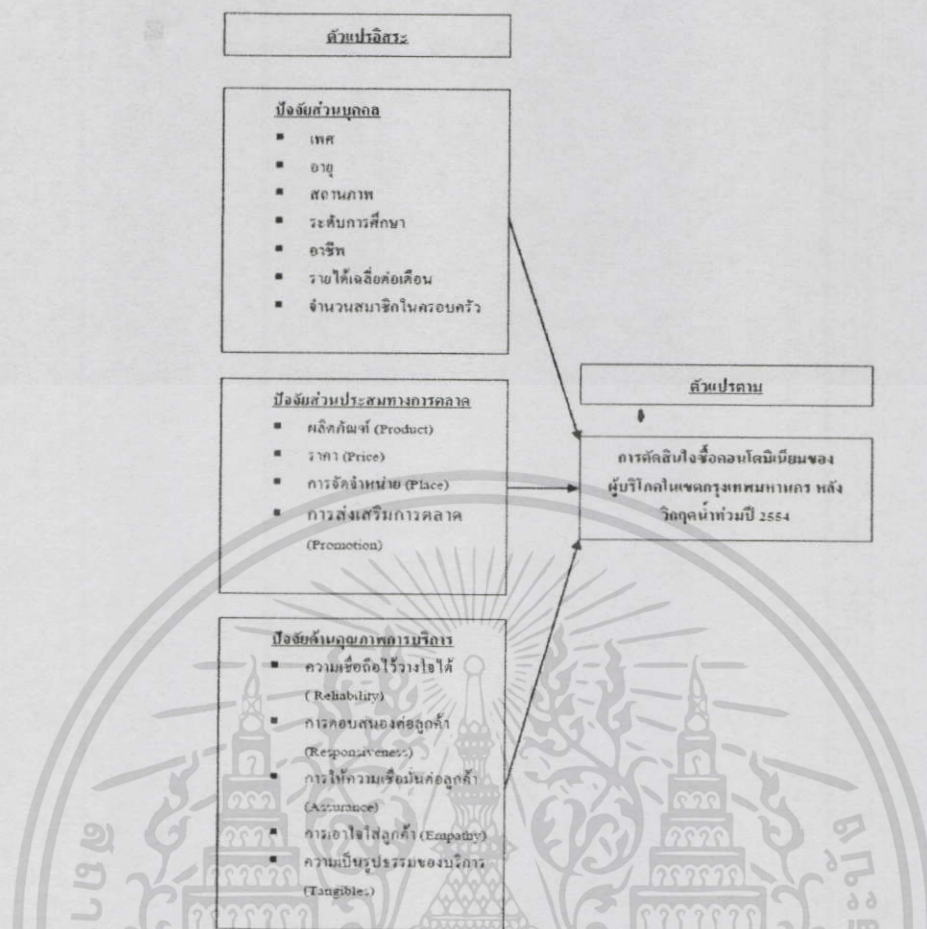 ตัวแปรอิสระ
ปัจจัยส่วนบุคคล
▪ เพศ
▪ อายุ
▪ สถานภาพ
▪ ระดับการศึกษา
▪ อาชีพ
▪ รายได้เฉลี่ยต่อเดือน
▪ จำนวนสมาชิกในครอบครัว
ปัจจัยส่วนประสมทางการตลาด
▪ ผลิตภัณฑ์ (Product)
▪ ราคา (Price)
▪ การจัดจำหน่าย (Place)
▪ การส่งเสริมการตลาด
(Promotion)
ปัจจัยด้านคุณภาพการบริการ
▪ ความเชื่อถือไว้วางใจได้
( Reliability)
▪ การตอบสนองต่อลูกค้า
(Responsiveness)
▪ การให้ความเชื่อมั่นต่อลูกค้า
(Assurance)
▪ การเอาใจใส่ลูกค้า (Empathy)
▪ ความเป็นรูปธรรมของบริการ
(Tangibles)
ตัวแปรตาม
การตัดสินใจซื้อคอนโดมิเนียมของ
ผู้บริโภคในเขตกรุงเทพมหานคร หลัง
วิกฤตน้ำท่วมปี 2554